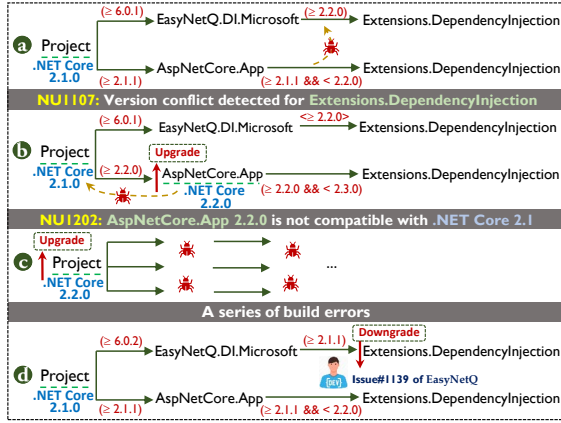 (≥ 6.0.1) EasyNetQ.DI.Microsoft (≥ 2.2.0) Extensions.DependencyInjection
a Project
.NET Core
2.1.0
(≥ 2.1.1) AspNetCore.App (≥ 2.1.1 && < 2.2.0) Extensions.DependencyInjection
NU1107: Version conflict detected for Extensions.DependencyInjection
(≥ 6.0.1) EasyNetQ.DI.Microsoft <≥ 2.2.0> Extensions.DependencyInjection
b Project
.NET Core
2.1.0
Upgrade
(≥ 2.2.0) AspNetCore.App (≥ 2.2.0 && < 2.3.0) Extensions.DependencyInjection
.NET Core
2.2.0
NU1202: AspNetCore.App 2.2.0 is not compatible with .NET Core 2.1
Upgrade
c Project
.NET Core
2.2.0
...
A series of build errors
Downgrade
(≥ 6.0.2) EasyNetQ.DI.Microsoft (≥ 2.1.1) Extensions.DependencyInjection
d Project
.NET Core
2.1.0
DEV
Issue#1139 of EasyNetQ
(≥ 2.1.1) AspNetCore.App (≥ 2.1.1 && < 2.2.0) Extensions.DependencyInjection